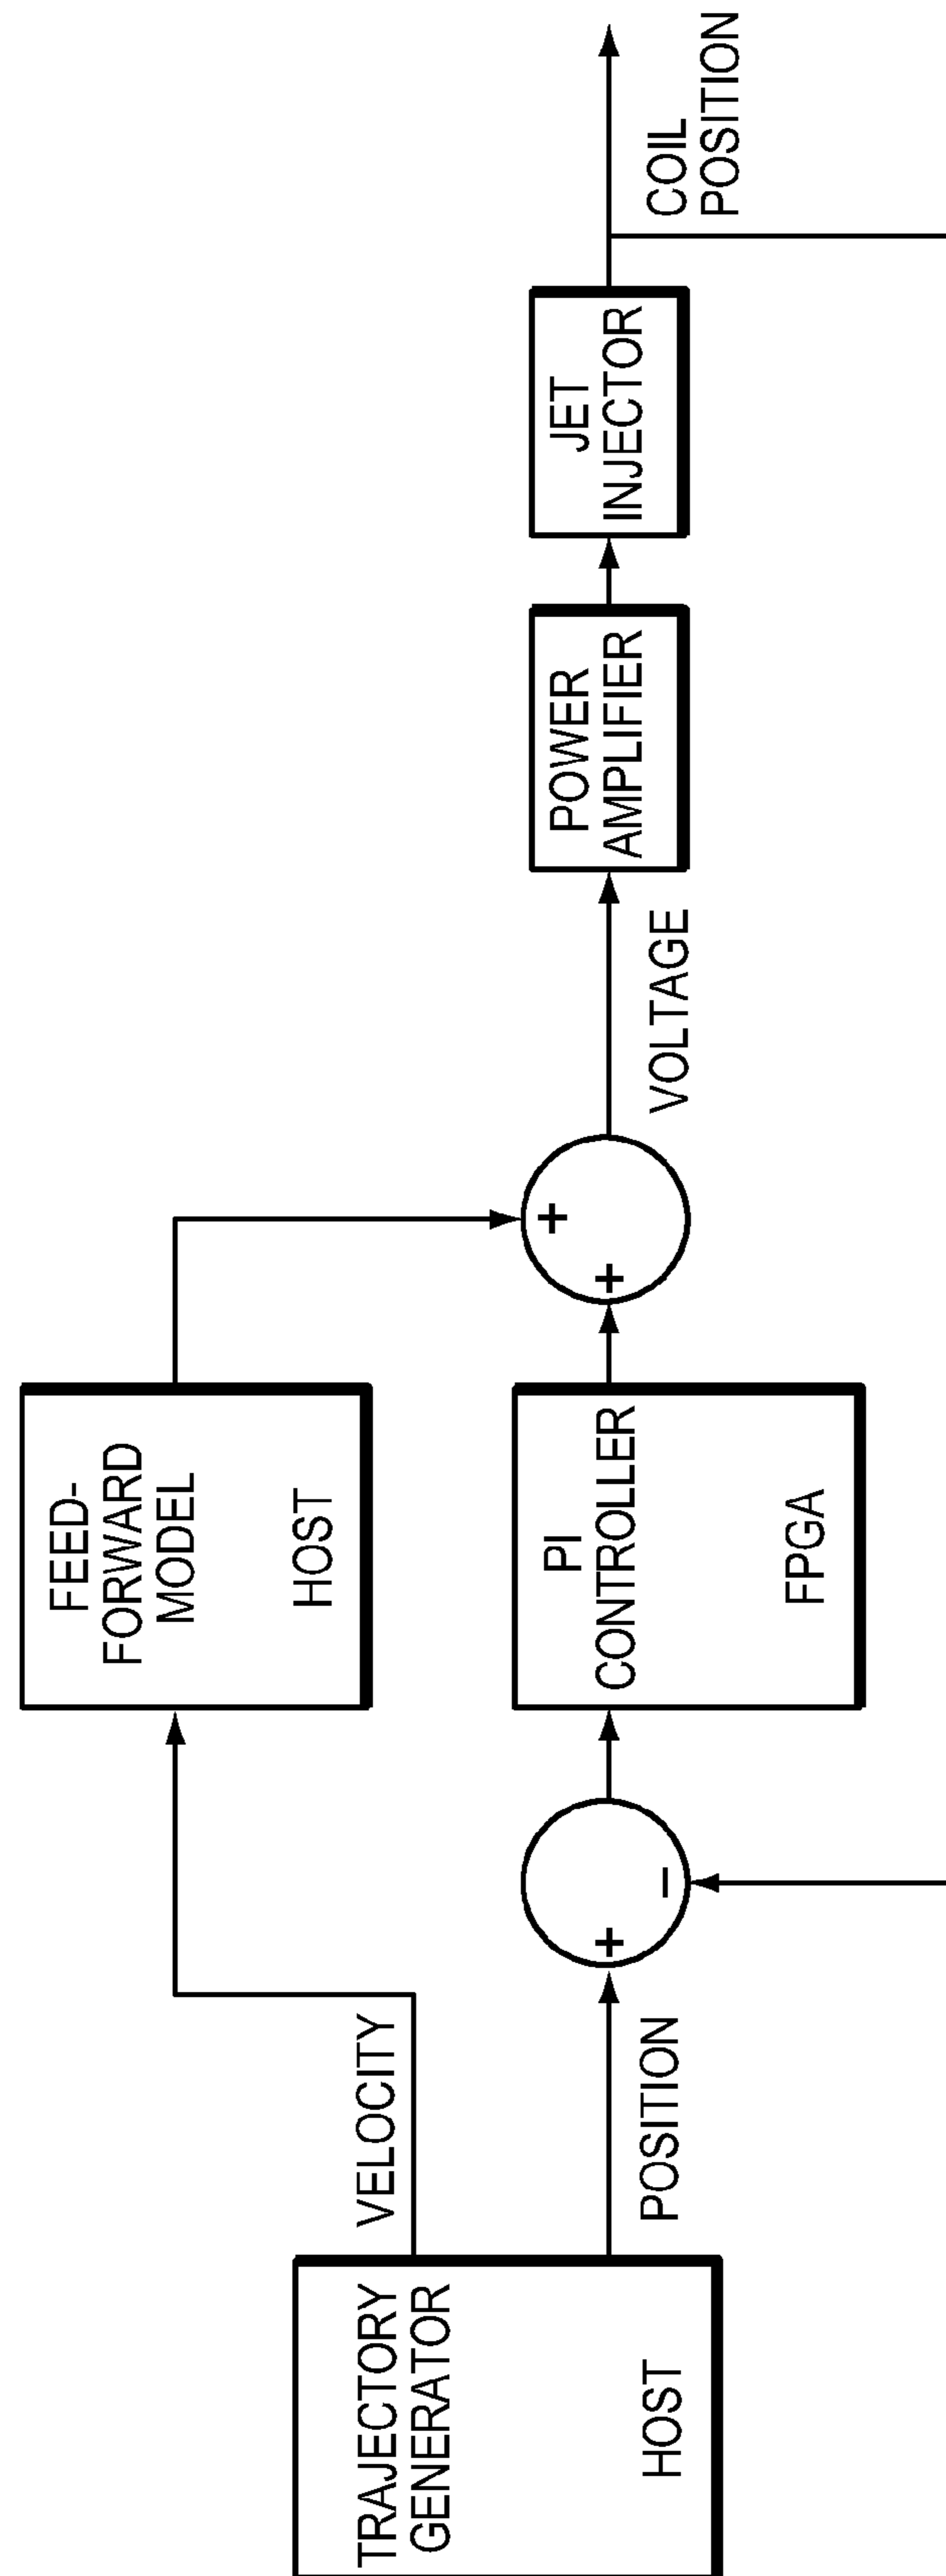 TRAJECTORY
GENERATOR
HOST
VELOCITY
POSITION
FEED-
FORWARD
MODEL
HOST
+
−
PI
CONTROLLER
FPGA
+
+
VOLTAGE
POWER
AMPLIFIER
JET
INJECTOR
COIL
POSITION